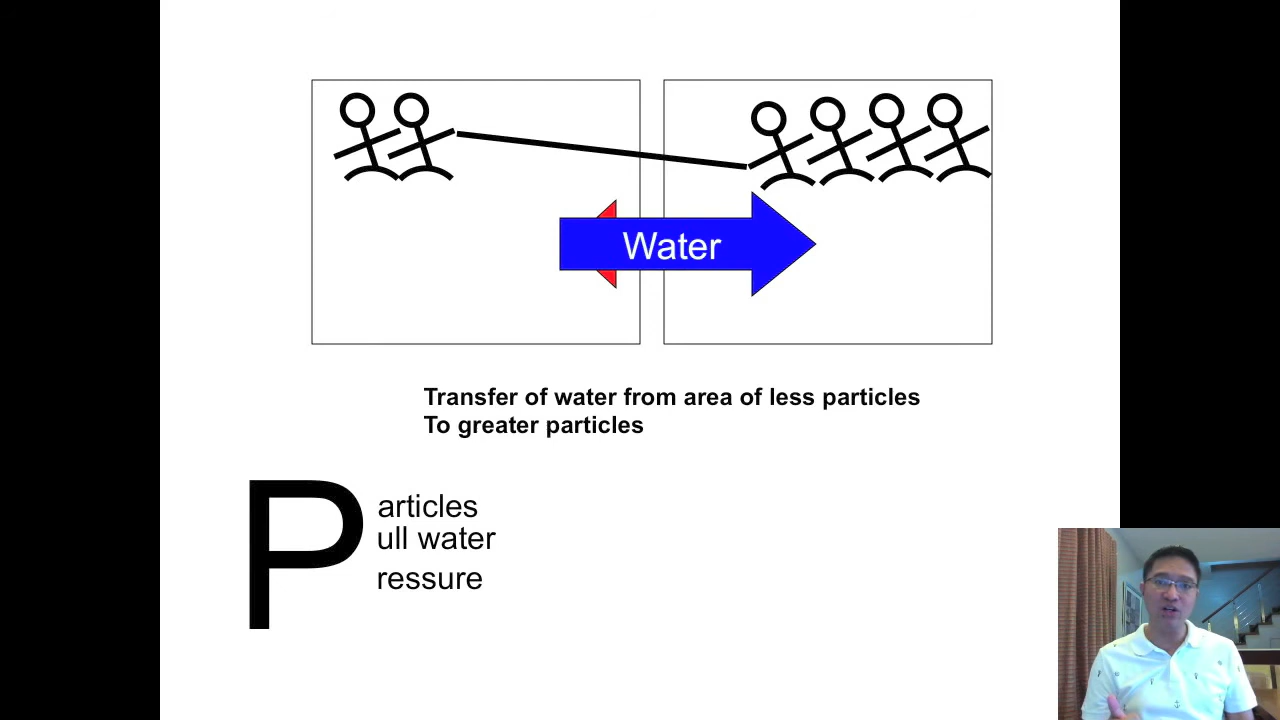 Water
Transfer of water from area of less particles
To greater particles
P
articles
ull water
ressure